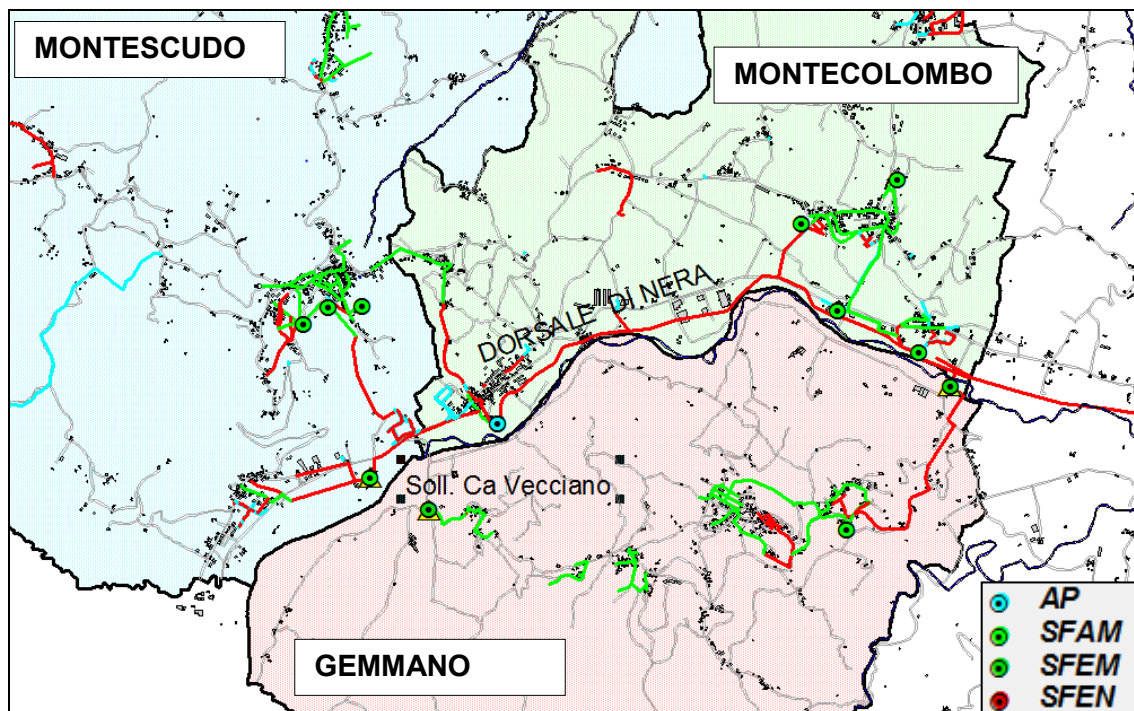 MONTESCUDO
MONTECOLOMBO
DORSALE DI NERA
Soll. Ca Vecciano
GEMMANO
AP
SFAM
SFEM
SFEN